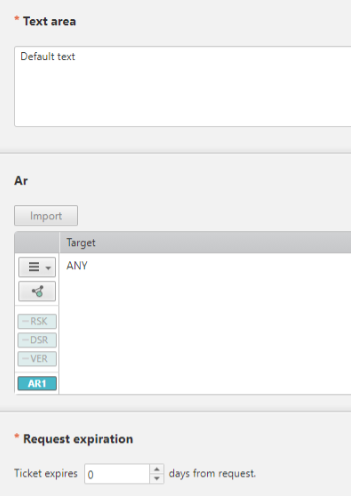 * Text area
Default text
Ar
Import
Target
ANY
RSK
DSR
VER
AR1
* Request expiration
Ticket expires 0 days from request.